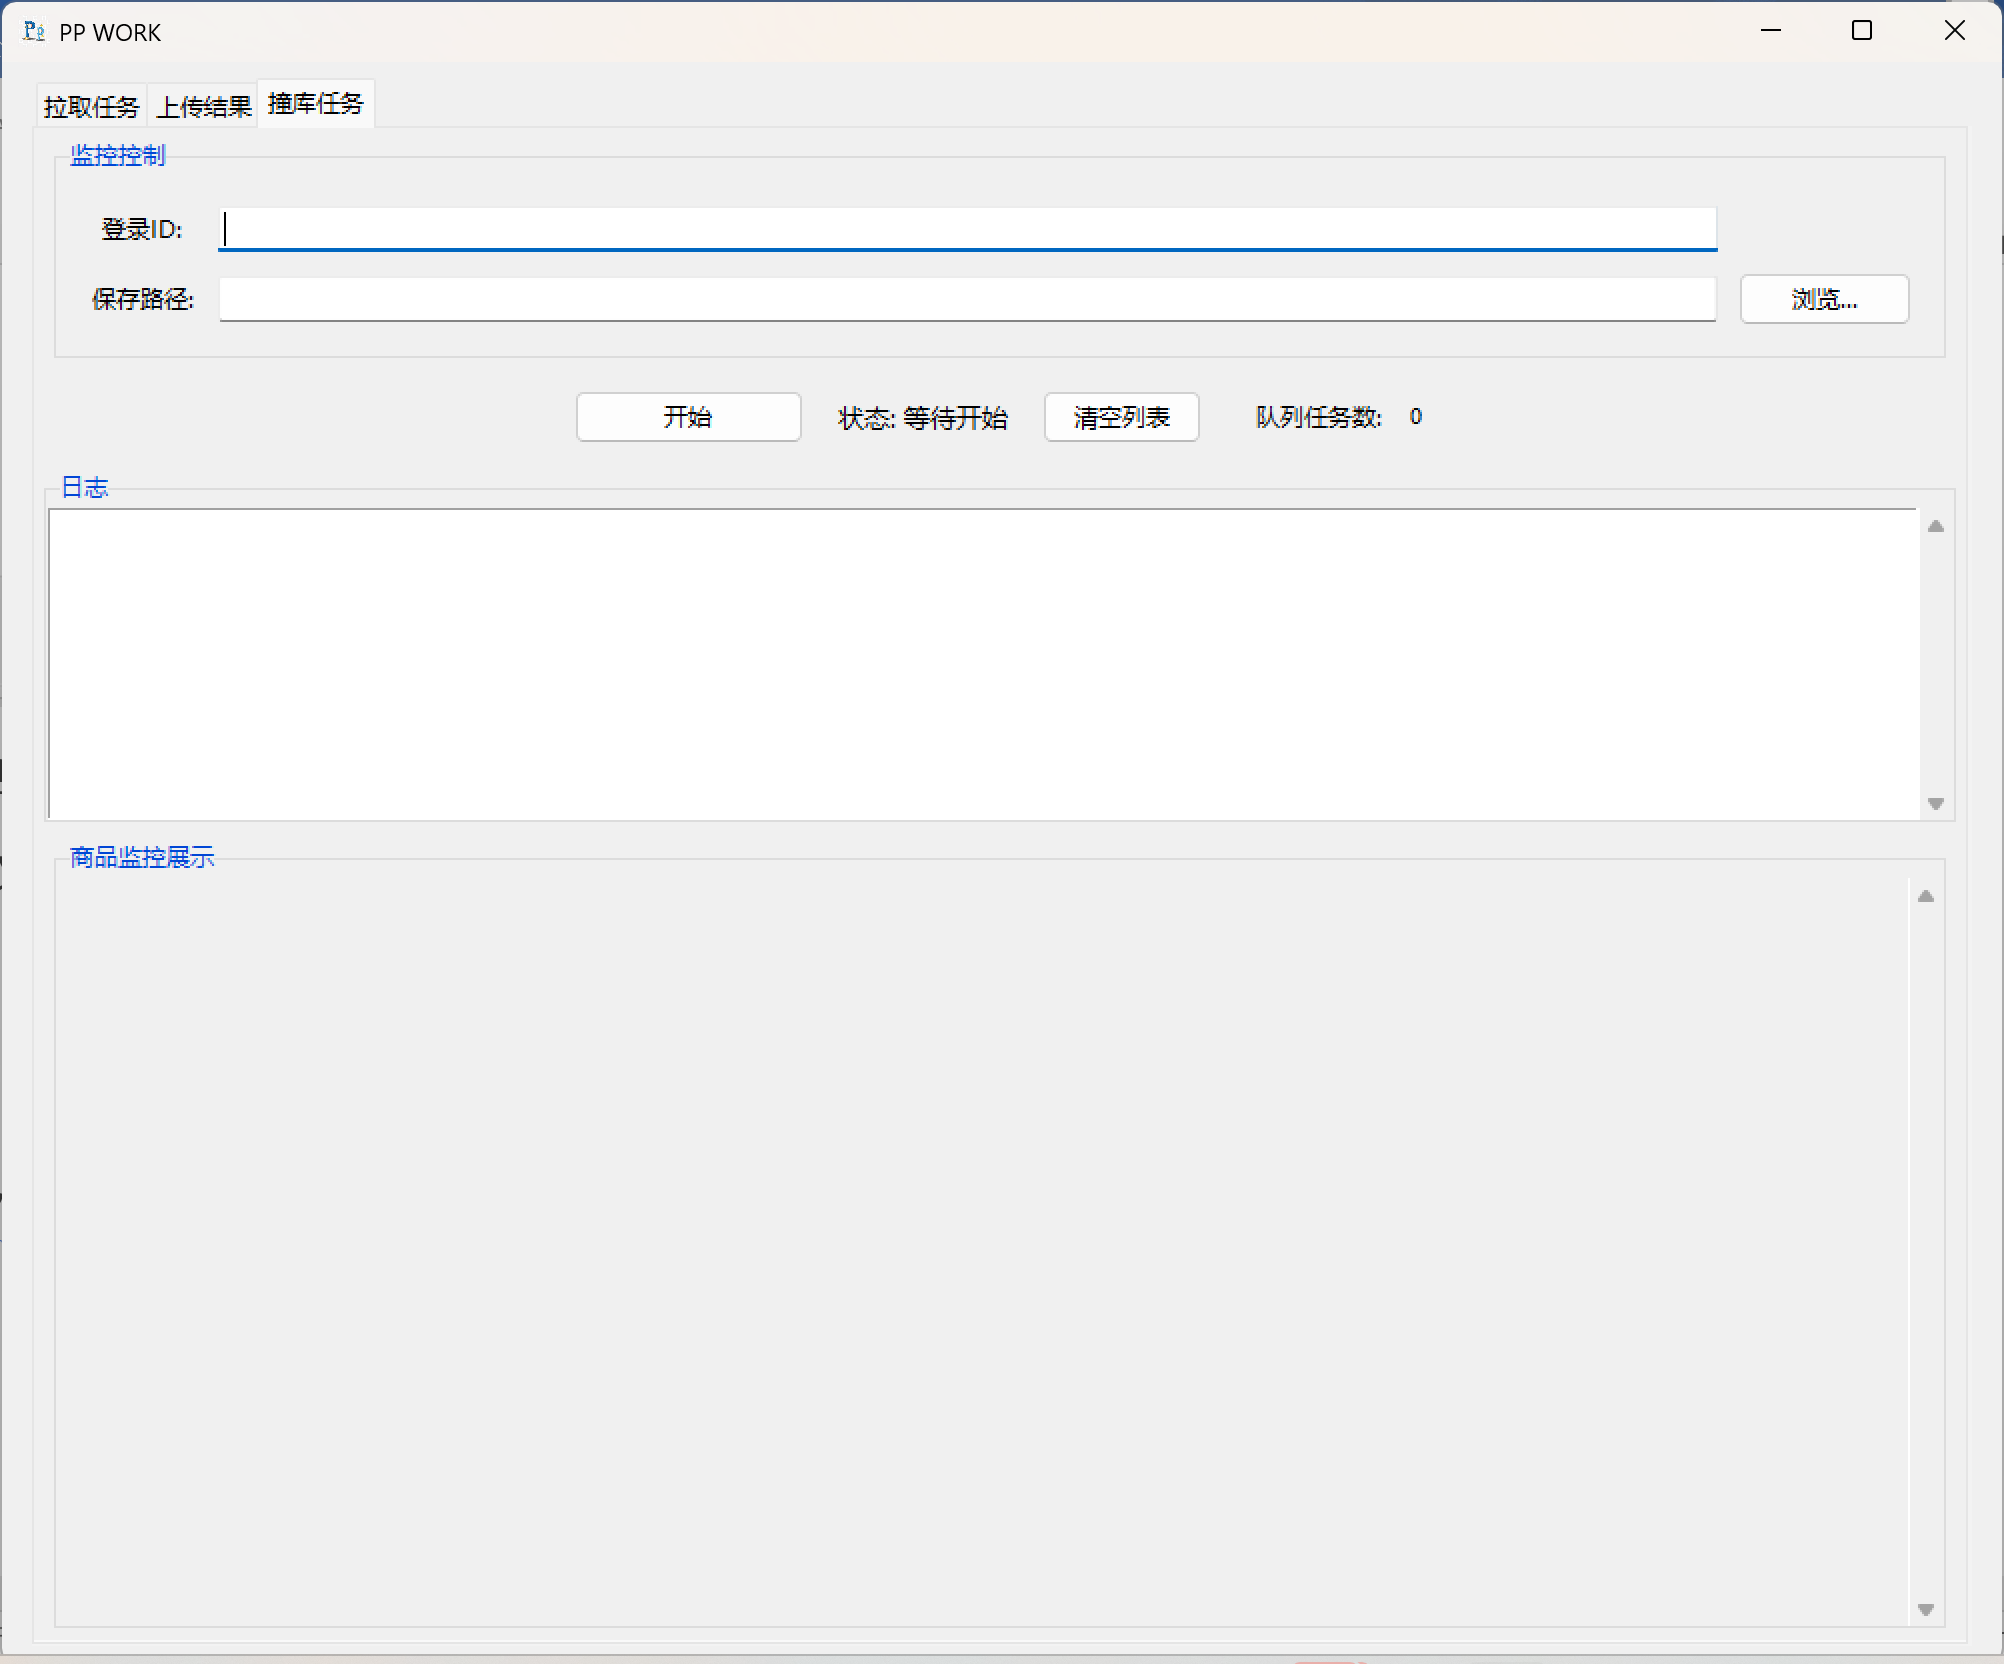 PP WORK
拉取任务 上传结果 撞库任务
监控控制
登录ID:
保存路径:
浏览...
开始 状态: 等待开始 清空列表 队列任务数: 0
日志
商品监控展示